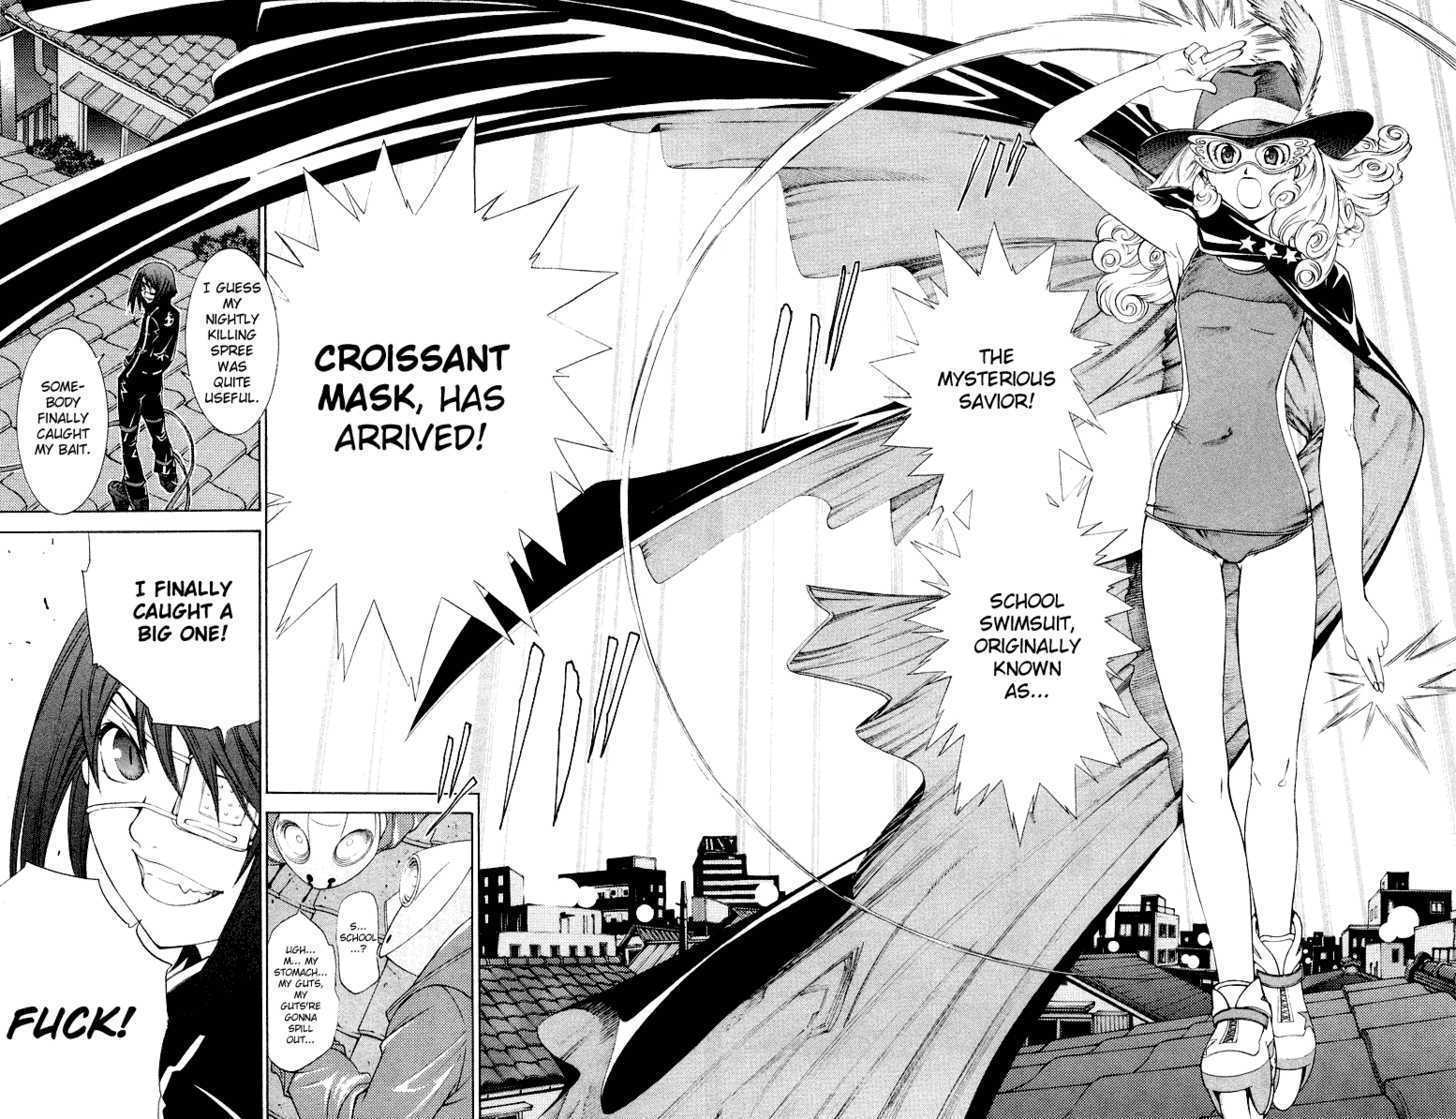 THE
MYSTERIOUS
SAVIOR!
SCHOOL
SWIMSUIT,
ORIGINALLY
KNOWN
AS...
CROISSANT
MASK, HAS
ARRIVED!
S...
SCHOOL
...?
UGH...
M... MY
STOMACH...
MY GUTS,
MY
GUTS'RE
GONNA
SPILL
OUT...
I GUESS
MY
NIGHTLY
KILLING
SPREE
WAS
QUITE
USEFUL.
SOME-
BODY
FINALLY
CAUGHT
MY BAIT.
I FINALLY
CAUGHT A
BIG ONE!
FUCK!